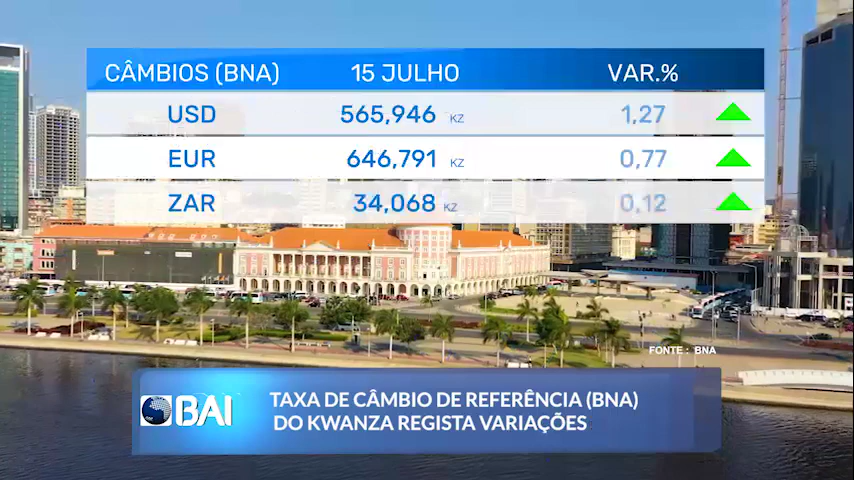 CÂMBIOS (BNA) 15 JULHO VAR.%
USD 565,946 KZ 1,27
EUR 646,791 KZ 0,77
ZAR 34,068 KZ 0,12
FONTE : BNA
BAI TAXA DE CÂMBIO DE REFERÊNCIA (BNA)
DO KWANZA REGISTA VARIAÇÕES